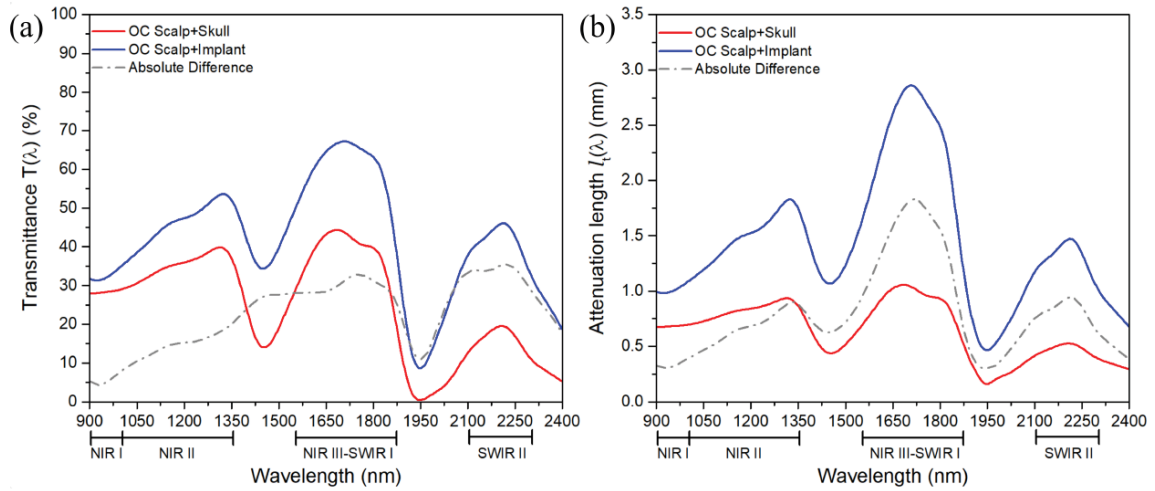 (a)
OC Scalp+Skull
OC Scalp+Implant
Absolute Difference
Transmittance T(λ) (%)
100
90
80
70
60
50
40
30
20
10
0
900 1050 1200 1350 1500 1650 1800 1950 2100 2250 2400
NIR I NIR II NIR III-SWIR I SWIR II
Wavelength (nm)
(b)
OC Scalp+Skull
OC Scalp+Implant
Absolute Difference
Attenuation length lt(λ) (mm)
3.5
3.0
2.5
2.0
1.5
1.0
0.5
0.0
900 1050 1200 1350 1500 1650 1800 1950 2100 2250 2400
NIR I NIR II NIR III-SWIR I SWIR II
Wavelength (nm)